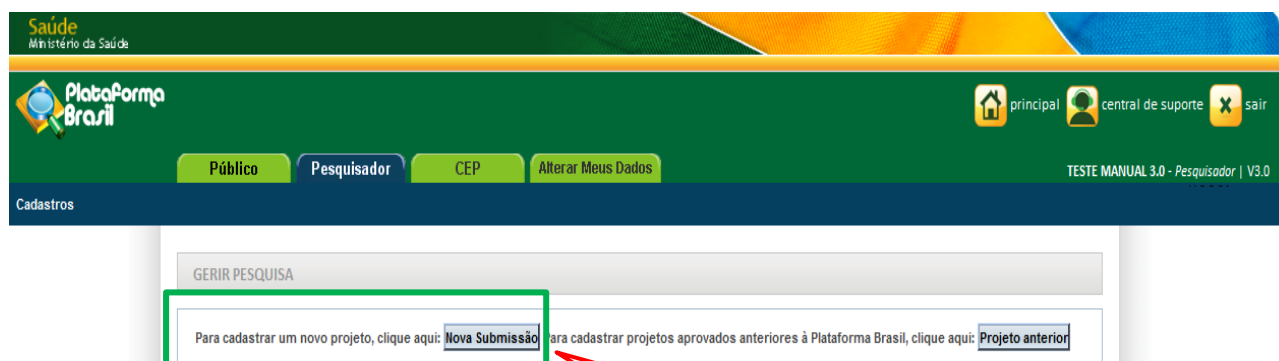 Saúde
Ministério da Saúde
Plataforma
Brasil
principal
central de suporte
sair
Público
Pesquisador
CEP
Alterar Meus Dados
TESTE MANUAL 3.0 - Pesquisador | V3.0
Cadastros
GERIR PESQUISA
Para cadastrar um novo projeto, clique aqui: Nova Submissão Para cadastrar projetos aprovados anteriores à Plataforma Brasil, clique aqui: Projeto anterior